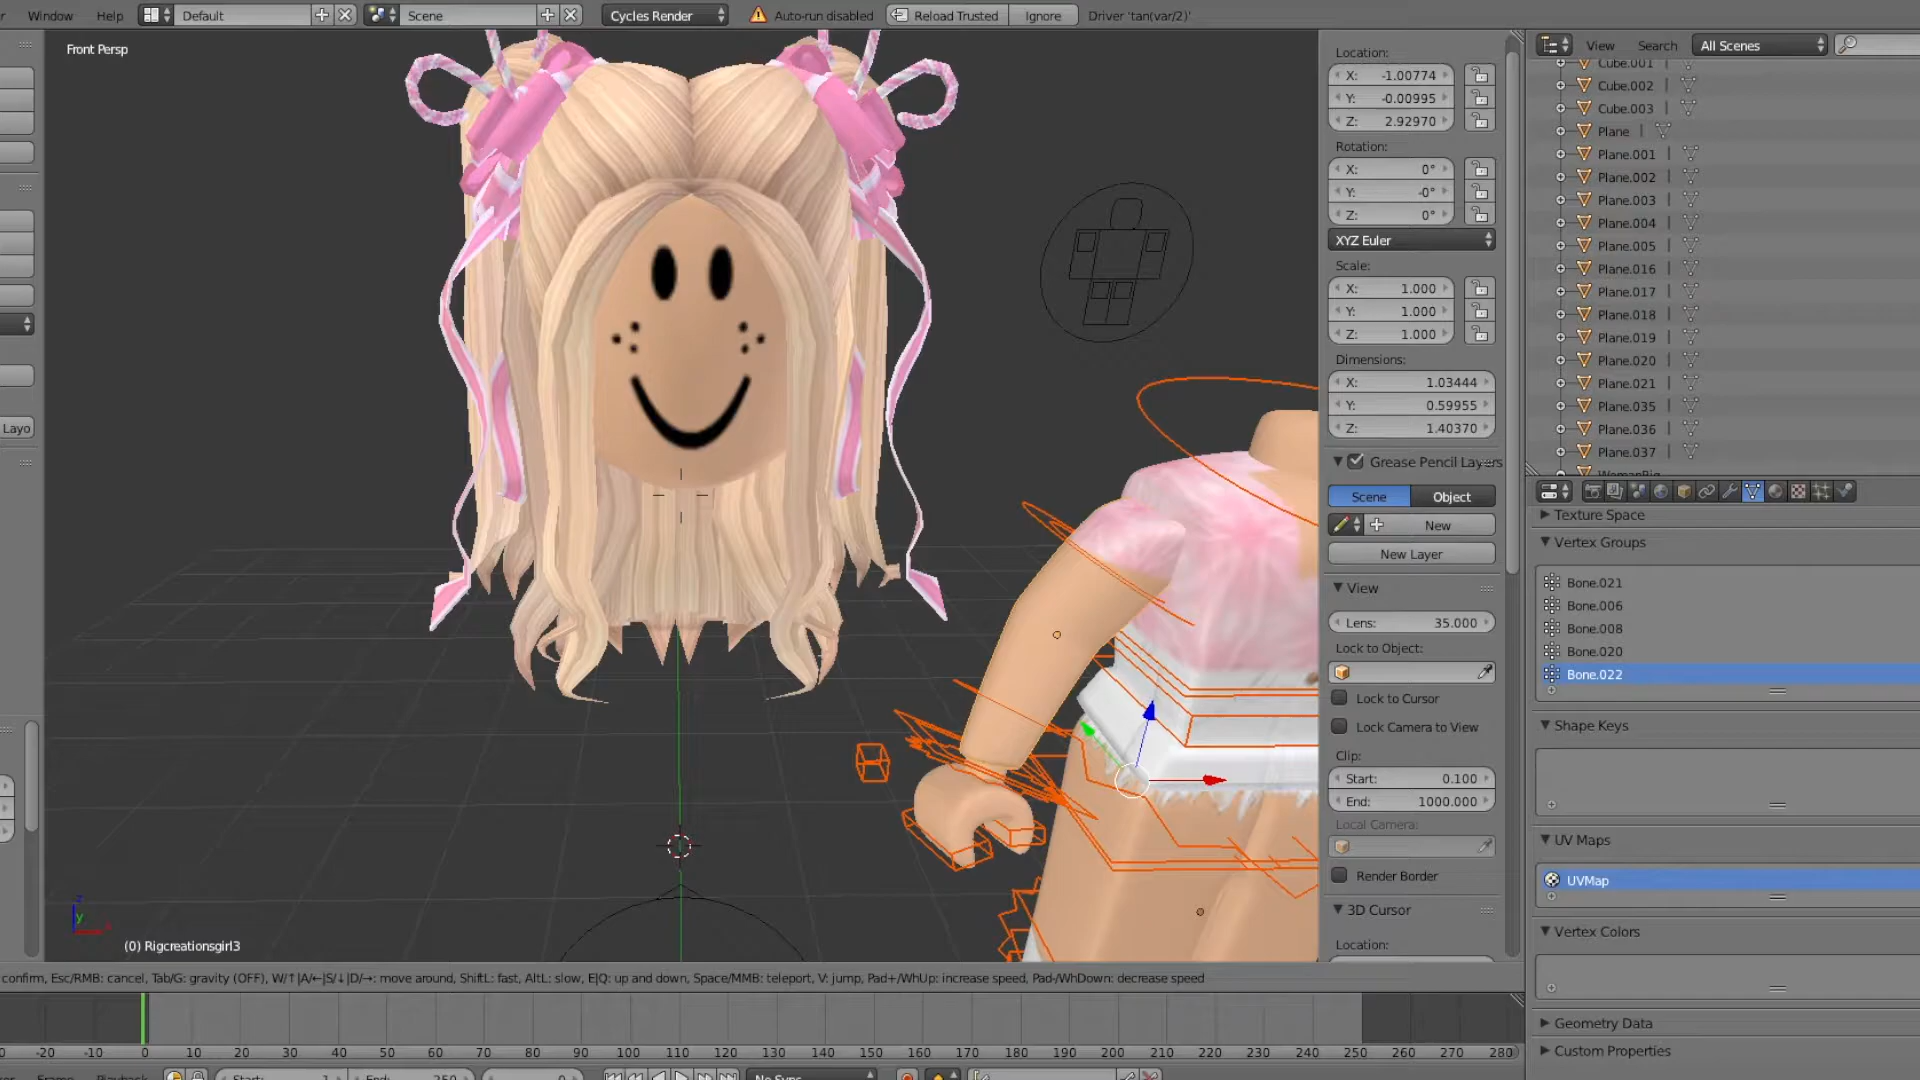 Window Help Default Scene Cycles Render Auto-run disabled Reload Trusted Ignore Driver 'tan(var/2)'
Front Persp
(0) Rigcreationsgirl3
Layo
Location:
X: -1.00774
Y: -0.00995
Z: 2.92970
Rotation:
X: 0°
Y: -0°
Z: 0°
XYZ Euler
Scale:
X: 1.000
Y: 1.000
Z: 1.000
Dimensions:
X: 1.03444
Y: 0.59955
Z: 1.40370
Grease Pencil Layers
Scene Object
New
New Layer
View
Lens: 35.000
Lock to Object:
Lock to Cursor
Lock Camera to View
Clip:
Start: 0.100
End: 1000.000
Local Camera:
Render Border
3D Cursor
Location:
View Search All Scenes
Cube.001
Cube.002
Cube.003
Plane
Plane.001
Plane.002
Plane.003
Plane.004
Plane.005
Plane.016
Plane.017
Plane.018
Plane.019
Plane.020
Plane.021
Plane.035
Plane.036
Plane.037
Texture Space
Vertex Groups
Bone.021
Bone.006
Bone.008
Bone.020
Bone.022
Shape Keys
UV Maps
UVMap
Vertex Colors
Geometry Data
Custom Properties
confirm, Esc/RMB: cancel, Tab/G: gravity (OFF), W/↑|A/←|S/↓|D/→: move around, ShiftL: fast, AltL: slow, E|Q: up and down, Space/MMB: teleport, V: jump, Pad+/WhUp: increase speed, Pad-/WhDown: decrease speed
-20 -10 0 10 20 30 40 50 60 70 80 90 100 110 120 130 140 150 160 170 180 190 200 210 220 230 240 250 260 270 280
Frame Playback Start: 1 End: 250 0 No Sync